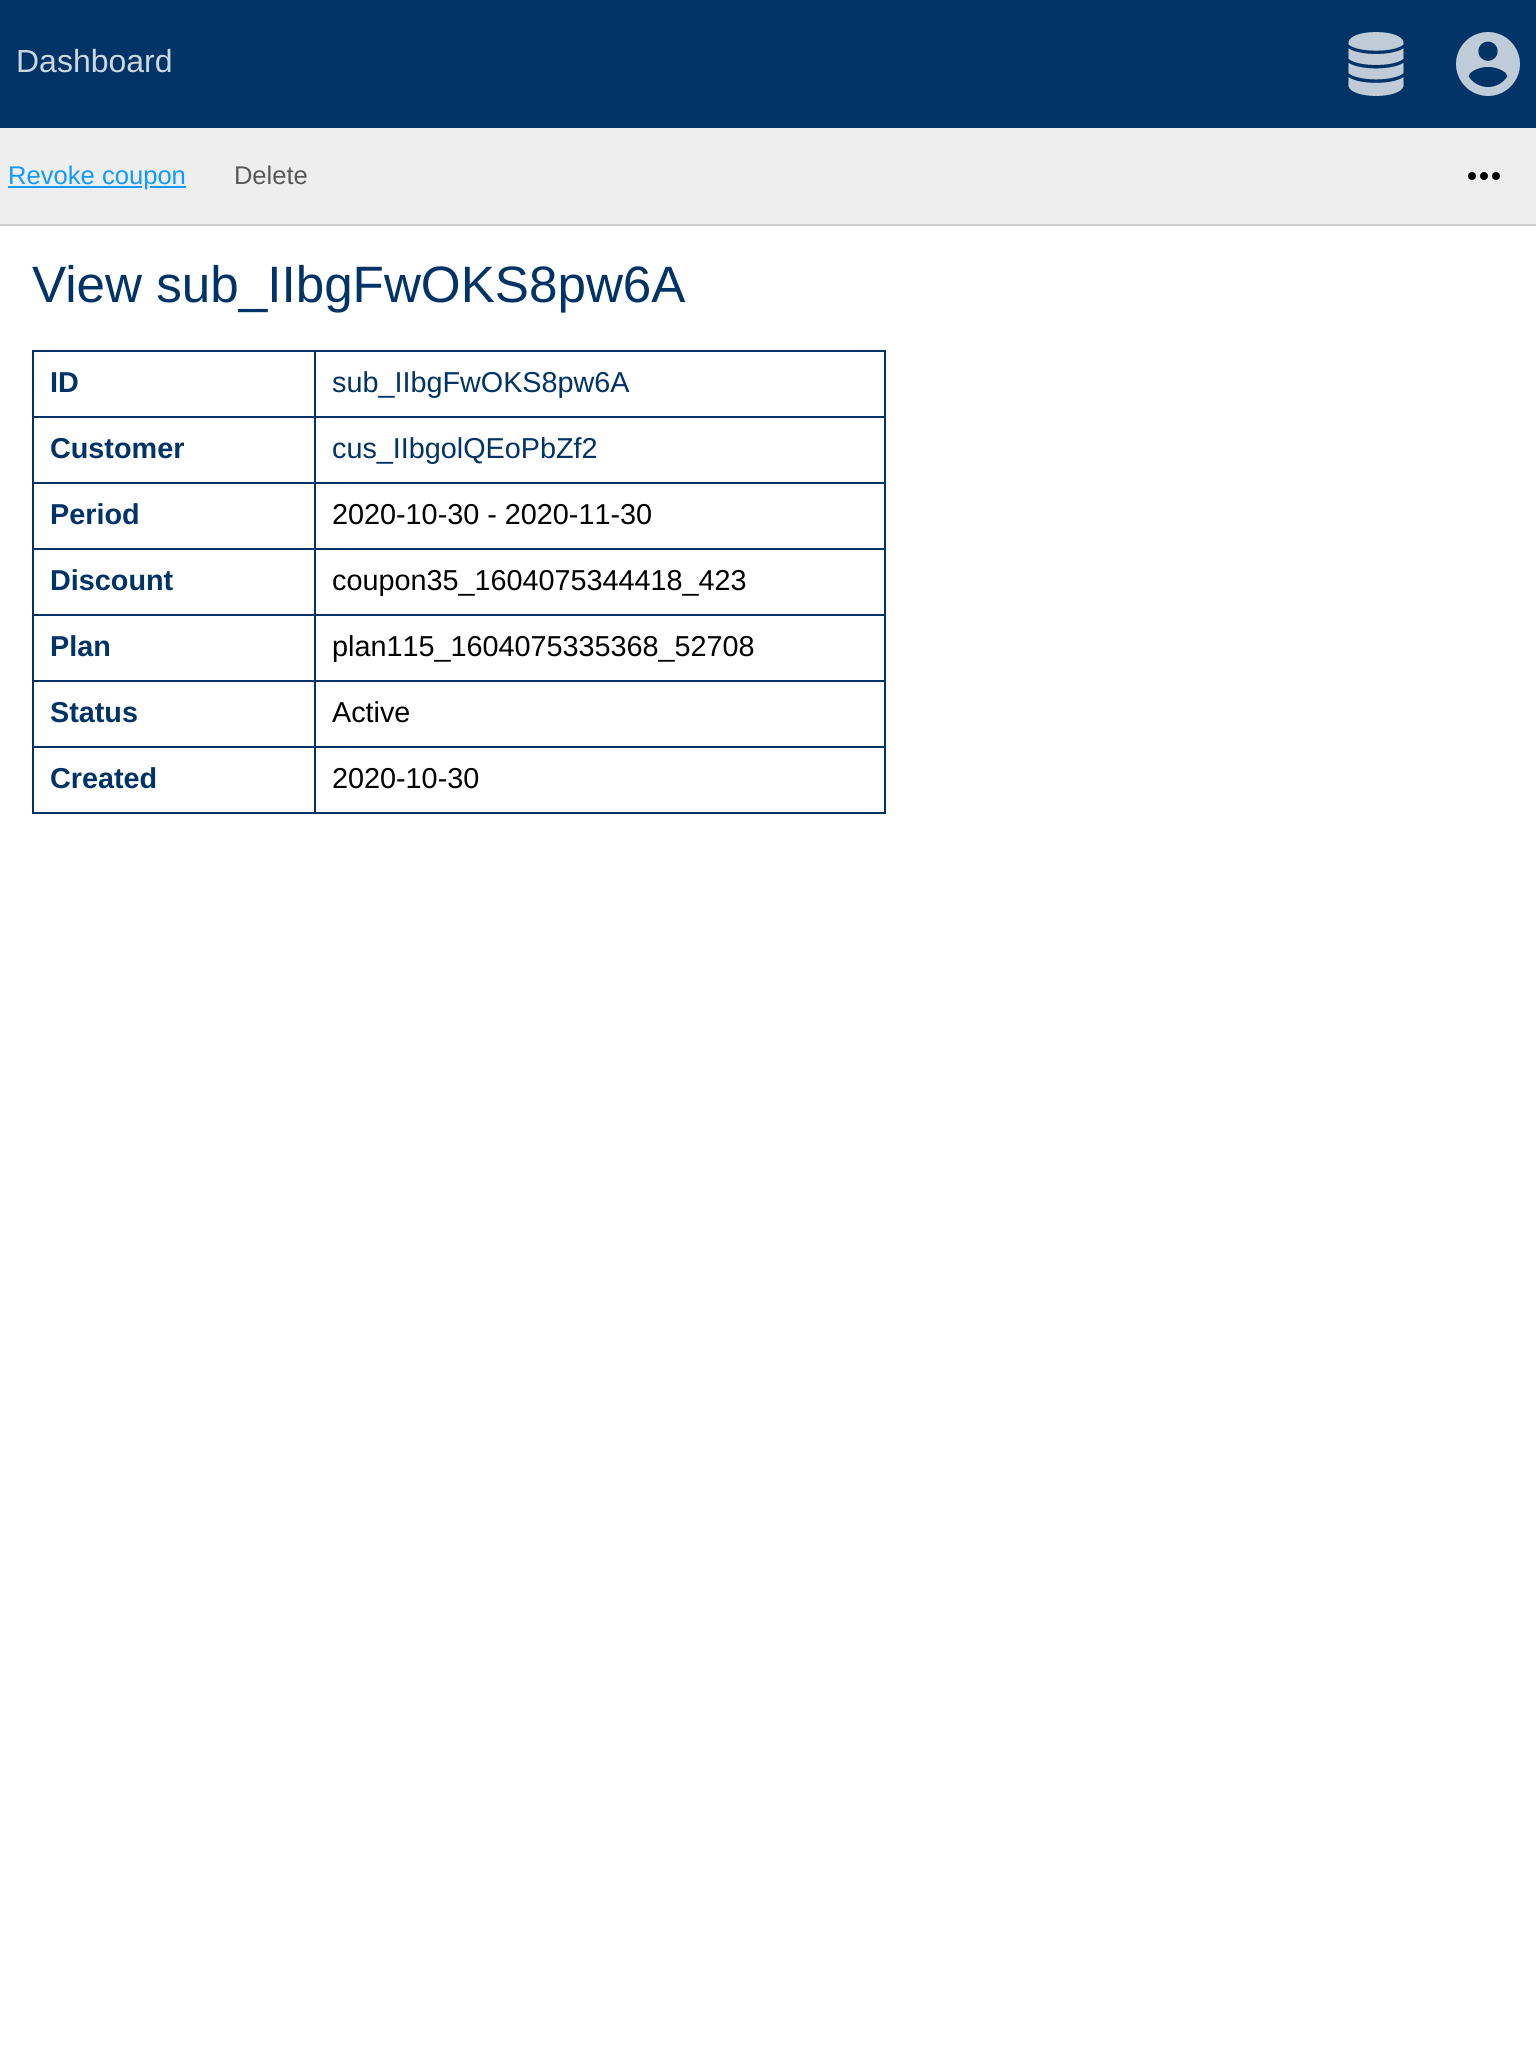 Dashboard
Revoke coupon Delete
View sub_IIbgFwOKS8pw6A
ID sub_IIbgFwOKS8pw6A
Customer cus_IIbgolQEoPbZf2
Period 2020-10-30 - 2020-11-30
Discount coupon35_1604075344418_423
Plan plan115_1604075335368_52708
Status Active
Created 2020-10-30